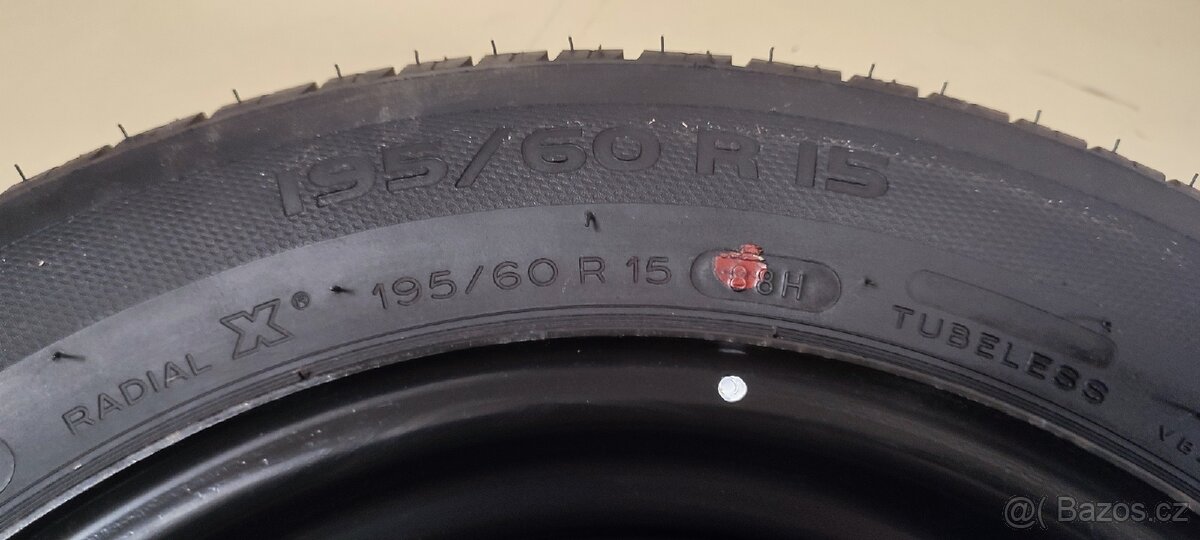 195/60 R 15
RADIAL X® 195/60 R 15 88H TUBELESS
@( Bazos.cz